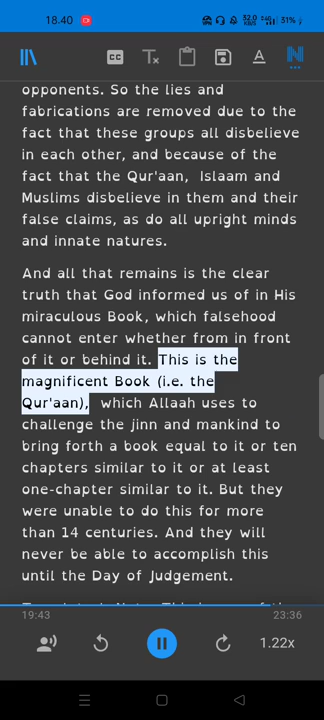 18.40
32.0 KB/S
31%
CC
opponents. So the lies and
fabrications are removed due to the
fact that these groups all disbelieve
in each other, and because of the
fact that the Qur'aan, Islaam and
Muslims disbelieve in them and their
false claims, as do all upright minds
and innate natures.
And all that remains is the clear
truth that God informed us of in His
miraculous Book, which falsehood
cannot enter whether from in front
of it or behind it. This is the
magnificent Book (i.e. the
Qur'aan), which Allaah uses to
challenge the jinn and mankind to
bring forth a book equal to it or ten
chapters similar to it or at least
one-chapter similar to it. But they
were unable to do this for more
than 14 centuries. And they will
never be able to accomplish this
until the Day of Judgement.
19:43
23:36
1.22x